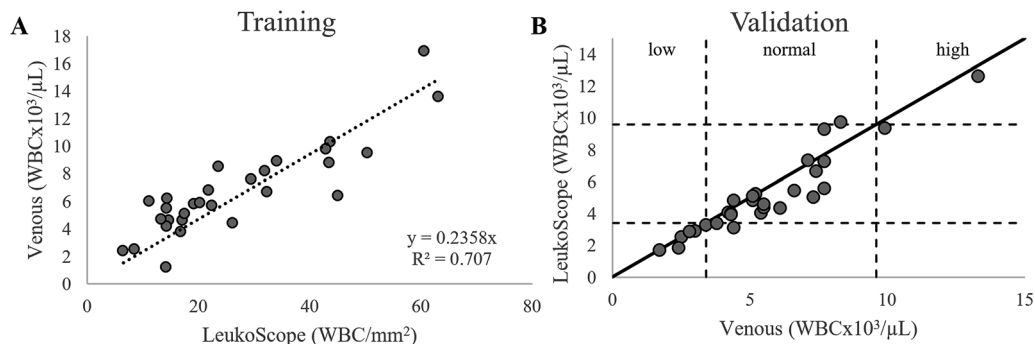 A
Training
Venous (WBCx10³/µL)
18
16
14
12
10
8
6
4
2
0
y = 0.2358x
R² = 0.707
0 20 40 60 80
LeukoScope (WBC/mm²)
B
Validation
LeukoScope (WBCx10³/µL)
low normal high
14
12
10
8
6
4
2
0
0 5 10 15
Venous (WBCx10³/µL)